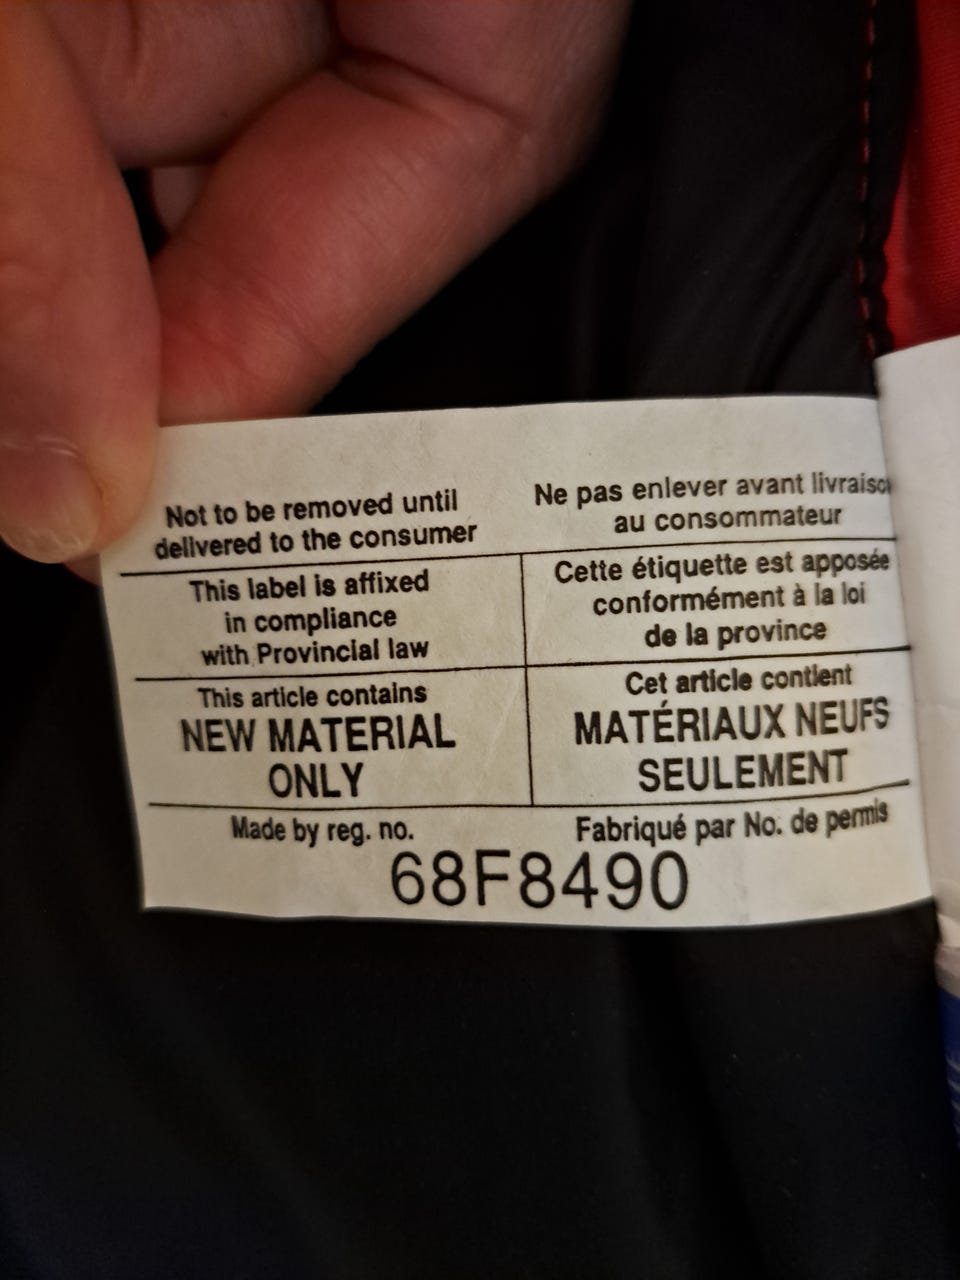 Not to be removed until
delivered to the consumer
Ne pas enlever avant livraison
au consommateur
This label is affixed
in compliance
with Provincial law
Cette étiquette est apposée
conformément à la loi
de la province
This article contains
NEW MATERIAL
ONLY
Cet article contient
MATÉRIAUX NEUFS
SEULEMENT
Made by reg. no.
Fabriqué par No. de permis
68F8490